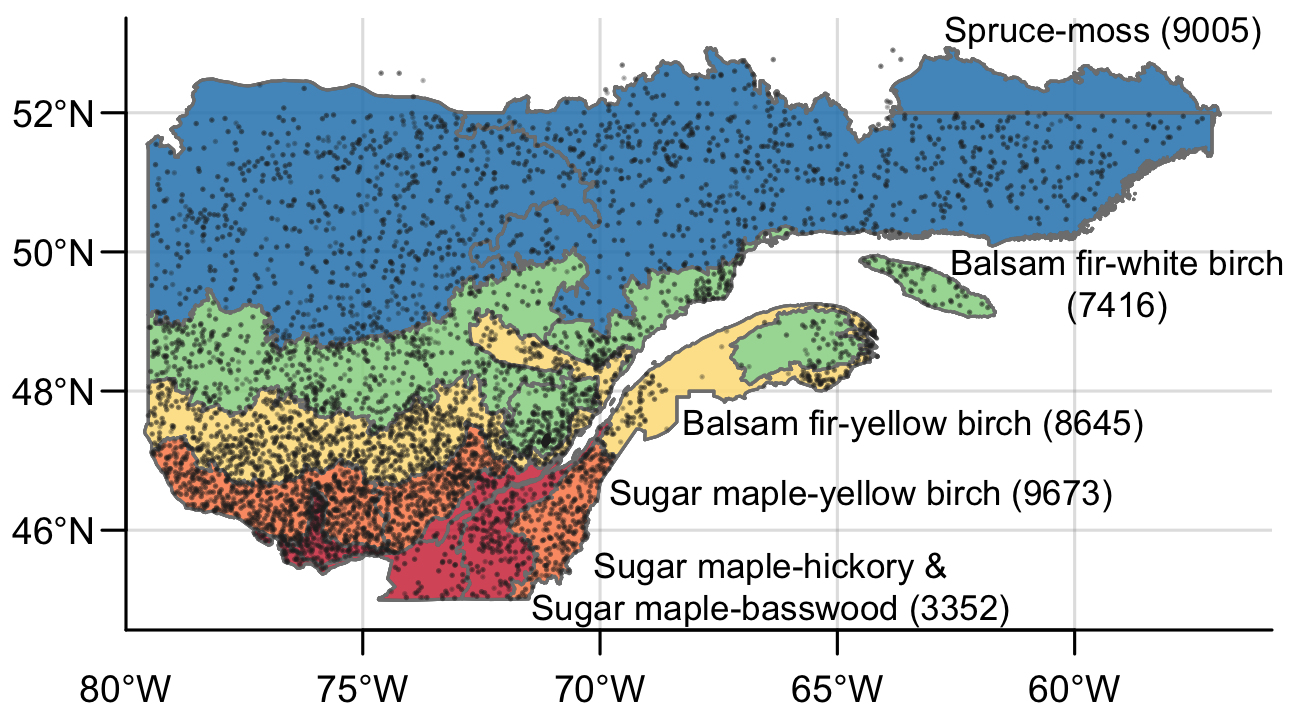 Spruce-moss (9005)
52°N
50°N
Balsam fir-white birch
(7416)
48°N
Balsam fir-yellow birch (8645)
Sugar maple-yellow birch (9673)
46°N
Sugar maple-hickory &
Sugar maple-basswood (3352)
80°W 75°W 70°W 65°W 60°W